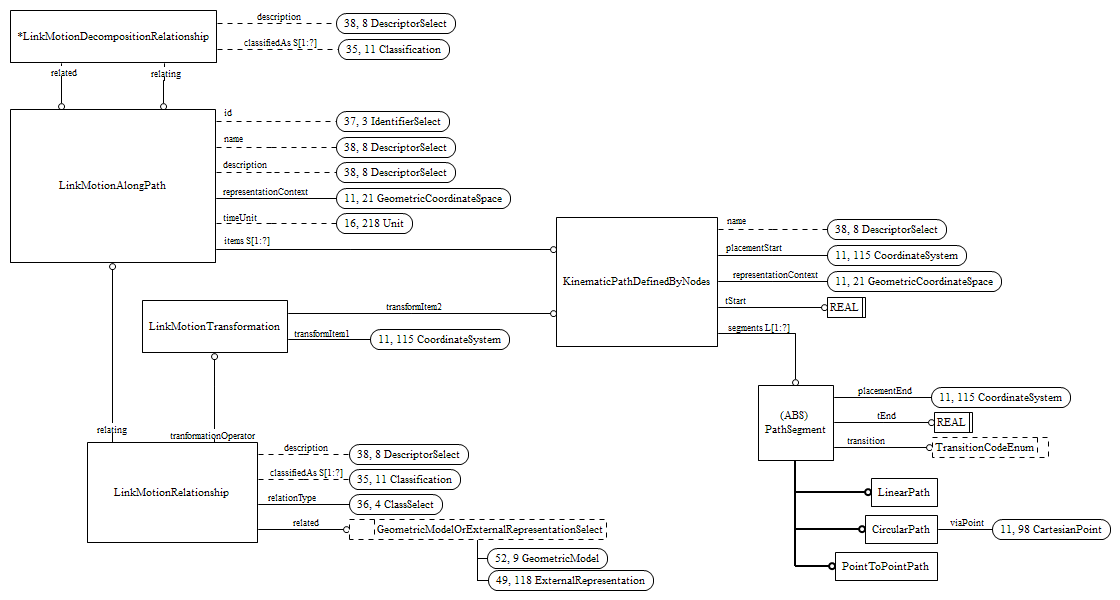 description
38, 8 DescriptorSelect
*LinkMotionDecompositionRelationship
classifiedAs S[1:?]
35, 11 Classification
related
relating
id
37, 3 IdentifierSelect
name
38, 8 DescriptorSelect
description
38, 8 DescriptorSelect
LinkMotionAlongPath
representationContext
11, 21 GeometricCoordinateSpace
timeUnit
16, 218 Unit
items S[1:?]
name
38, 8 DescriptorSelect
placementStart
11, 115 CoordinateSystem
KinematicPathDefinedByNodes
representationContext
11, 21 GeometricCoordinateSpace
tStart
REAL
segments L[1:?]
transformItem2
LinkMotionTransformation
transformItem1
11, 115 CoordinateSystem
placementEnd
11, 115 CoordinateSystem
(ABS)
PathSegment
tEnd
REAL
transition
TransitionCodeEnum
relating
tranformationOperator
description
38, 8 DescriptorSelect
classifiedAs S[1:?]
35, 11 Classification
LinkMotionRelationship
relationType
36, 4 ClassSelect
related
GeometricModelOrExternalRepresentationSelect
52, 9 GeometricModel
49, 118 ExternalRepresentation
LinearPath
CircularPath
viaPoint
11, 98 CartesianPoint
PointToPointPath